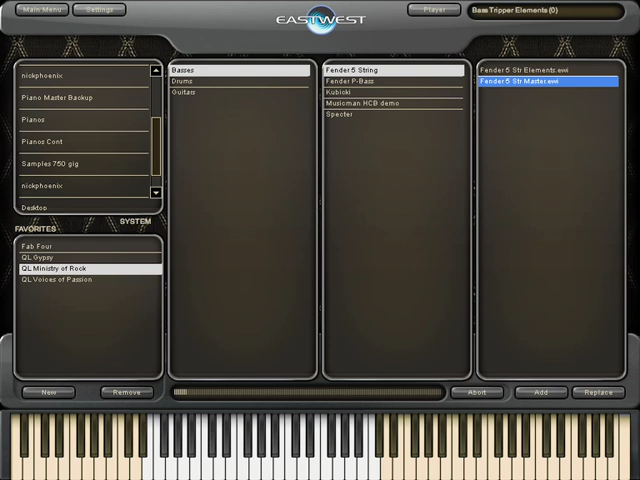 Main Menu
Settings
EASTWEST
Player
Bass Tripper Elements (0)
nickphoenix
Piano Master Backup
Pianos
Pianos Cont
Samples 750 gig
nickphoenix
Desktop
SYSTEM
FAVORITES
Fab Four
QL Gypsy
QL Ministry of Rock
QL Voices of Passion
Basses
Drums
Guitars
Fender 5 String
Fender P-Bass
Kubicki
Musicman HCB demo
Specter
Fender 5 Str Elements.ewi
Fender 5 Str Master.ewi
New
Remove
Abort
Add
Replace